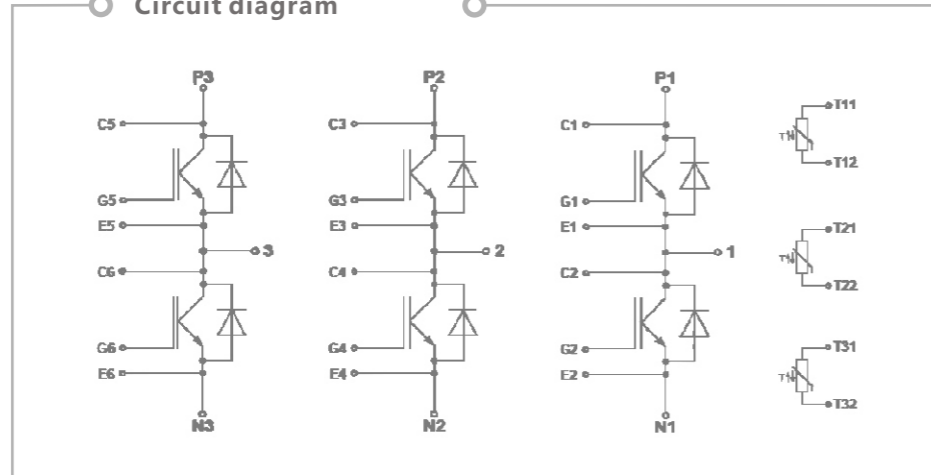 Circuit diagram
P3 P2 P1
C5 C3 C1 T11
T12
G5 G3 G1
E5 E3 E1 T21
3 2 1
C6 C4 C2
T22
G6 G4 G2 T31
E6 E4 E2
T32
N3 N2 N1